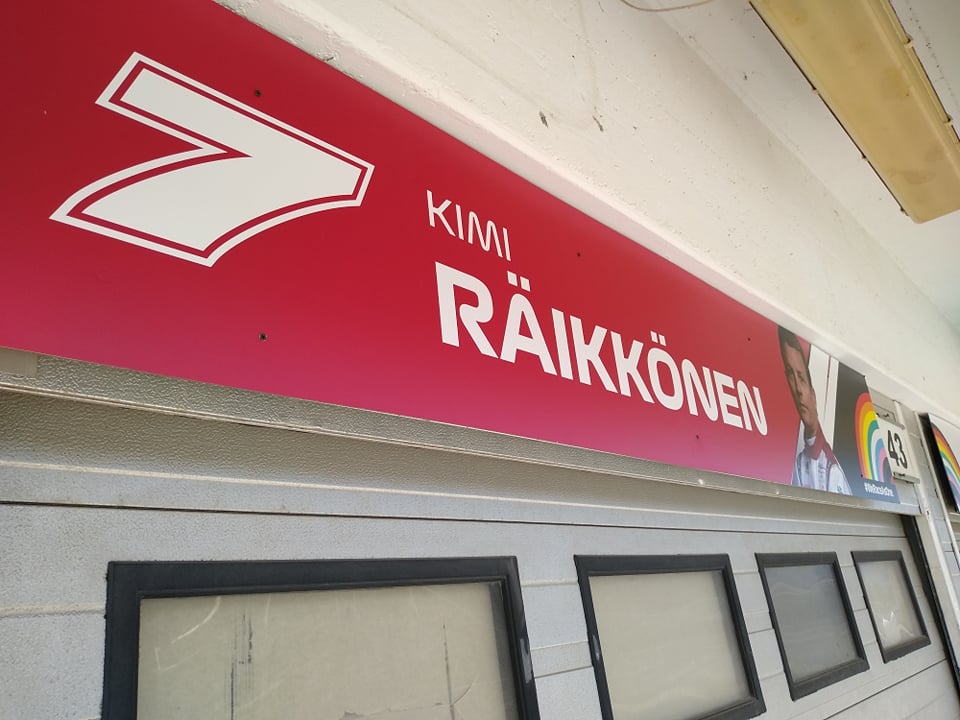 7
KIMI
RÄIKKÖNEN
43
#WeRaceAsOne